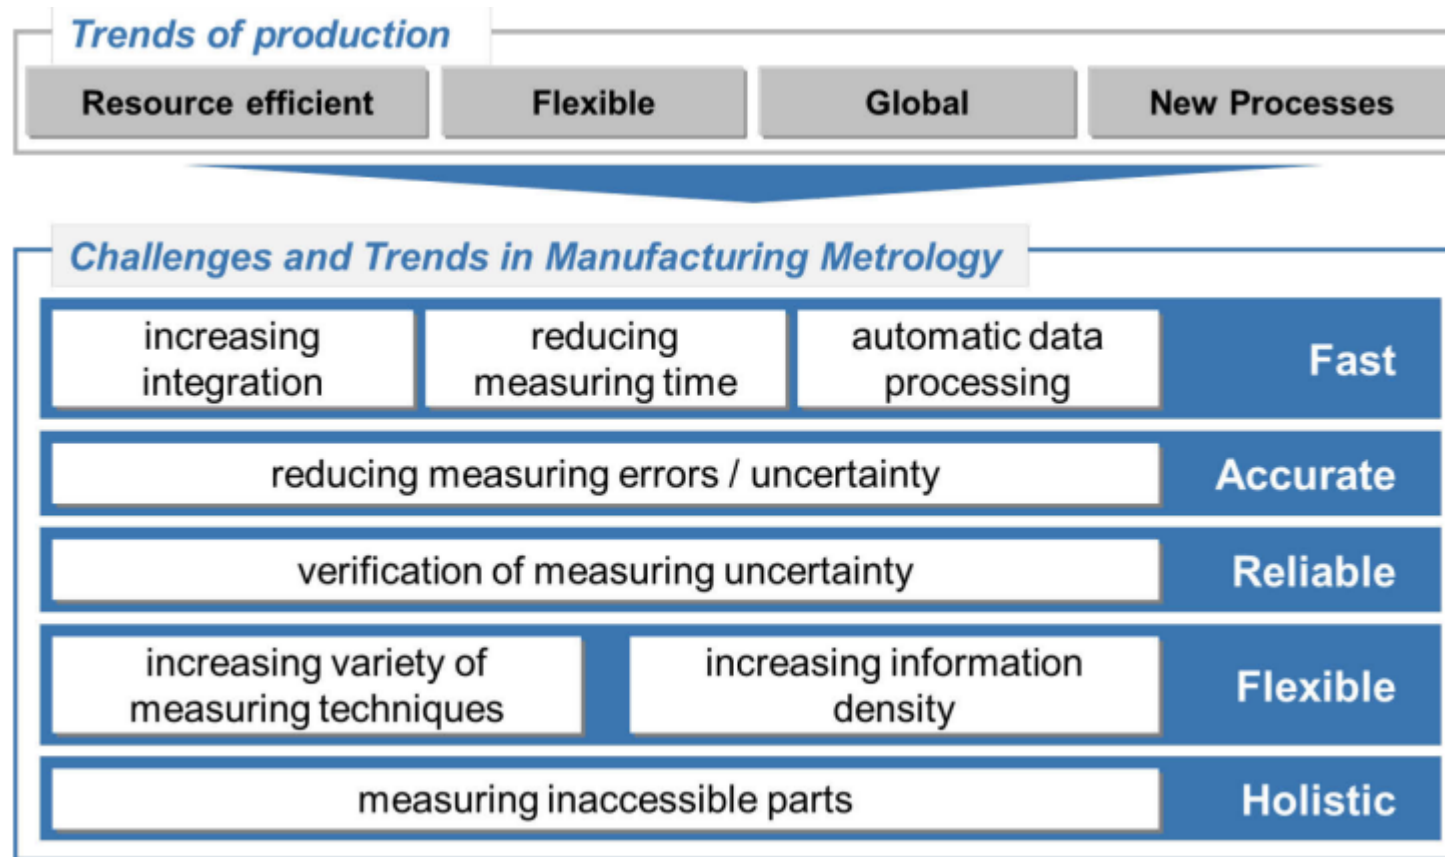 Trends of production
Resource efficient
Flexible
Global
New Processes
Challenges and Trends in Manufacturing Metrology
increasing
integration
reducing
measuring time
automatic data
processing
Fast
reducing measuring errors / uncertainty
Accurate
verification of measuring uncertainty
Reliable
increasing variety of
measuring techniques
increasing information
density
Flexible
measuring inaccessible parts
Holistic